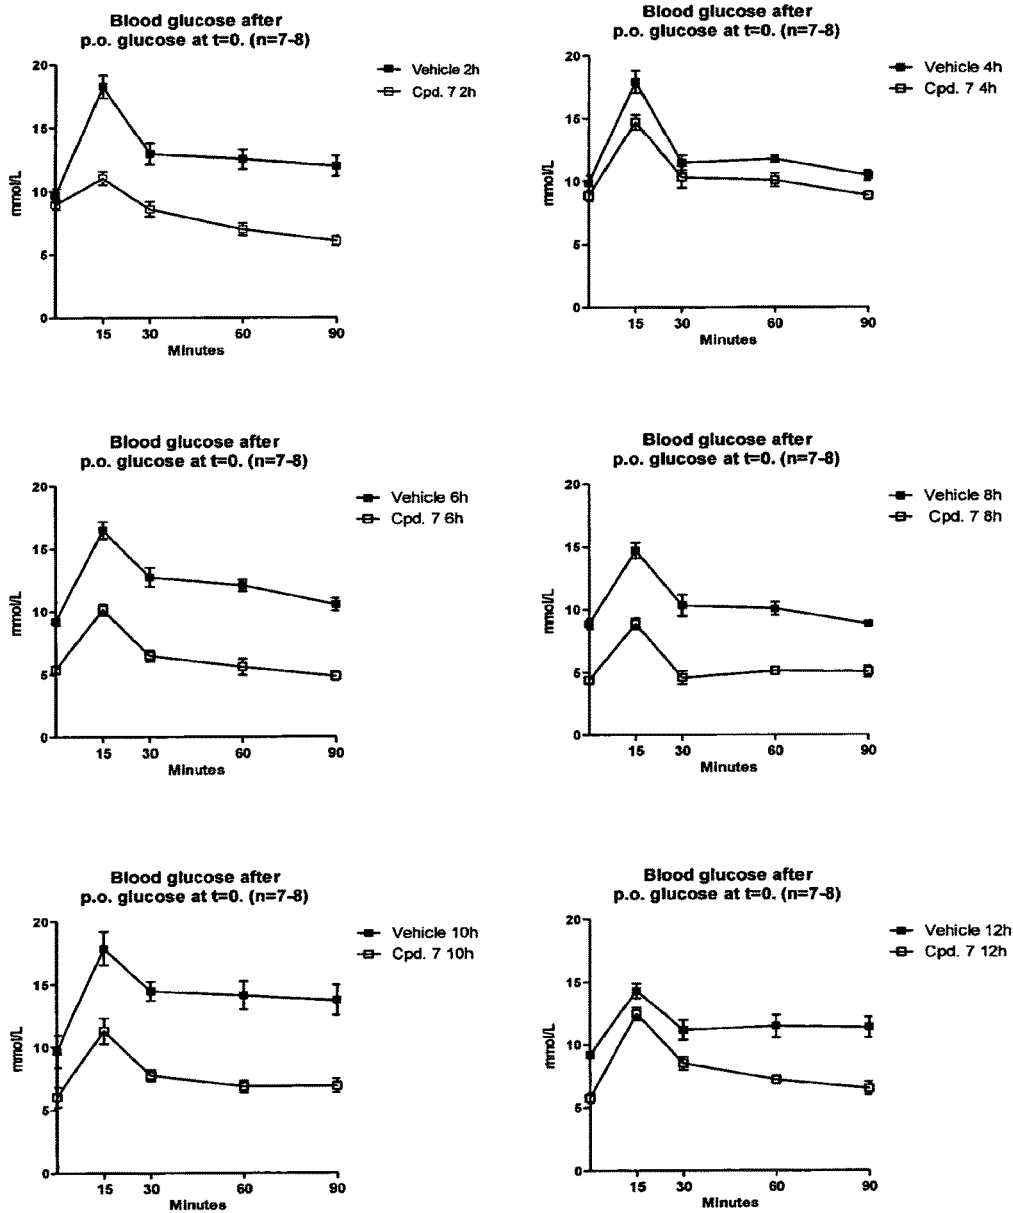 Blood glucose after
p.o. glucose at t=0. (n=7-8)
20
15
10
5
0
mmol/L
15 30 60 90
Minutes
Vehicle 2h
Cpd. 7 2h
Blood glucose after
p.o. glucose at t=0. (n=7-8)
20
15
10
5
0
mmol/L
15 30 60 90
Minutes
Vehicle 4h
Cpd. 7 4h
Blood glucose after
p.o. glucose at t=0. (n=7-8)
20
15
10
5
0
mmol/L
15 30 60 90
Minutes
Vehicle 6h
Cpd. 7 6h
Blood glucose after
p.o. glucose at t=0. (n=7-8)
20
15
10
5
0
mmol/L
15 30 60 90
Minutes
Vehicle 8h
Cpd. 7 8h
Blood glucose after
p.o. glucose at t=0. (n=7-8)
20
15
10
5
0
mmol/L
15 30 60 90
Minutes
Vehicle 10h
Cpd. 7 10h
Blood glucose after
p.o. glucose at t=0. (n=7-8)
20
15
10
5
0
mmol/L
15 30 60 90
Minutes
Vehicle 12h
Cpd. 7 12h